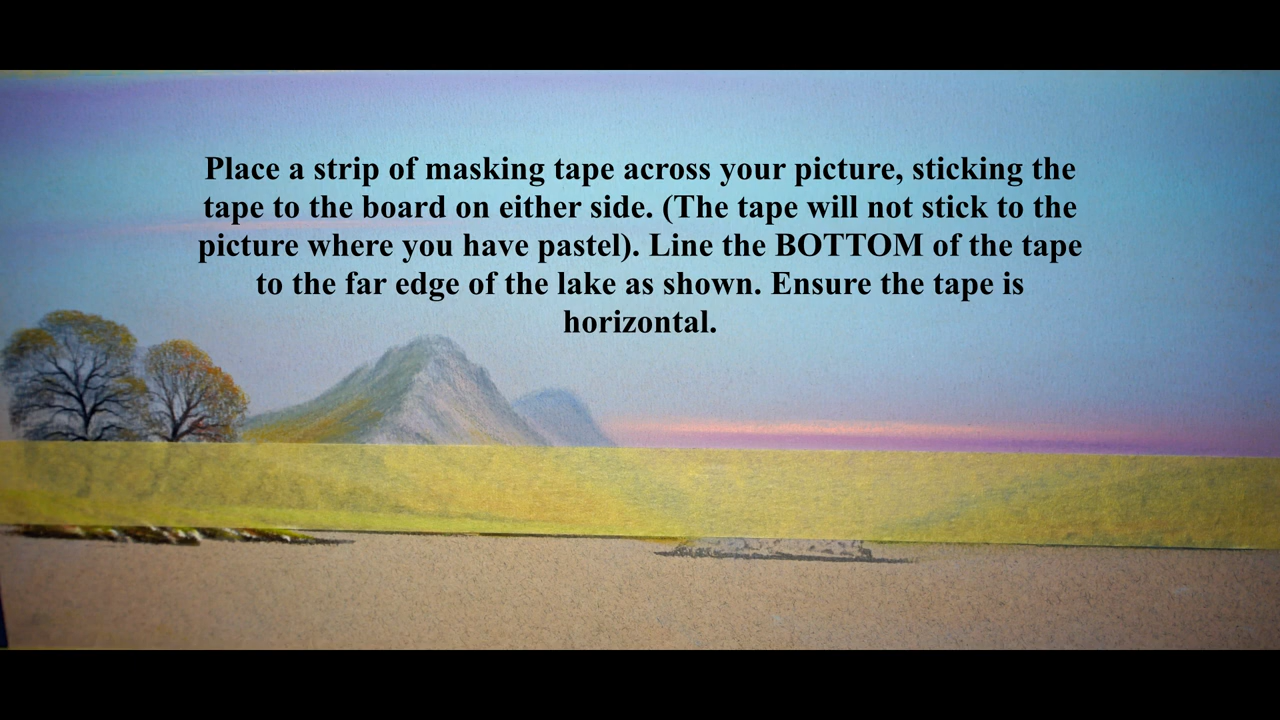 Place a strip of masking tape across your picture, sticking the
tape to the board on either side. (The tape will not stick to the
picture where you have pastel). Line the BOTTOM of the tape
to the far edge of the lake as shown. Ensure the tape is
horizontal.